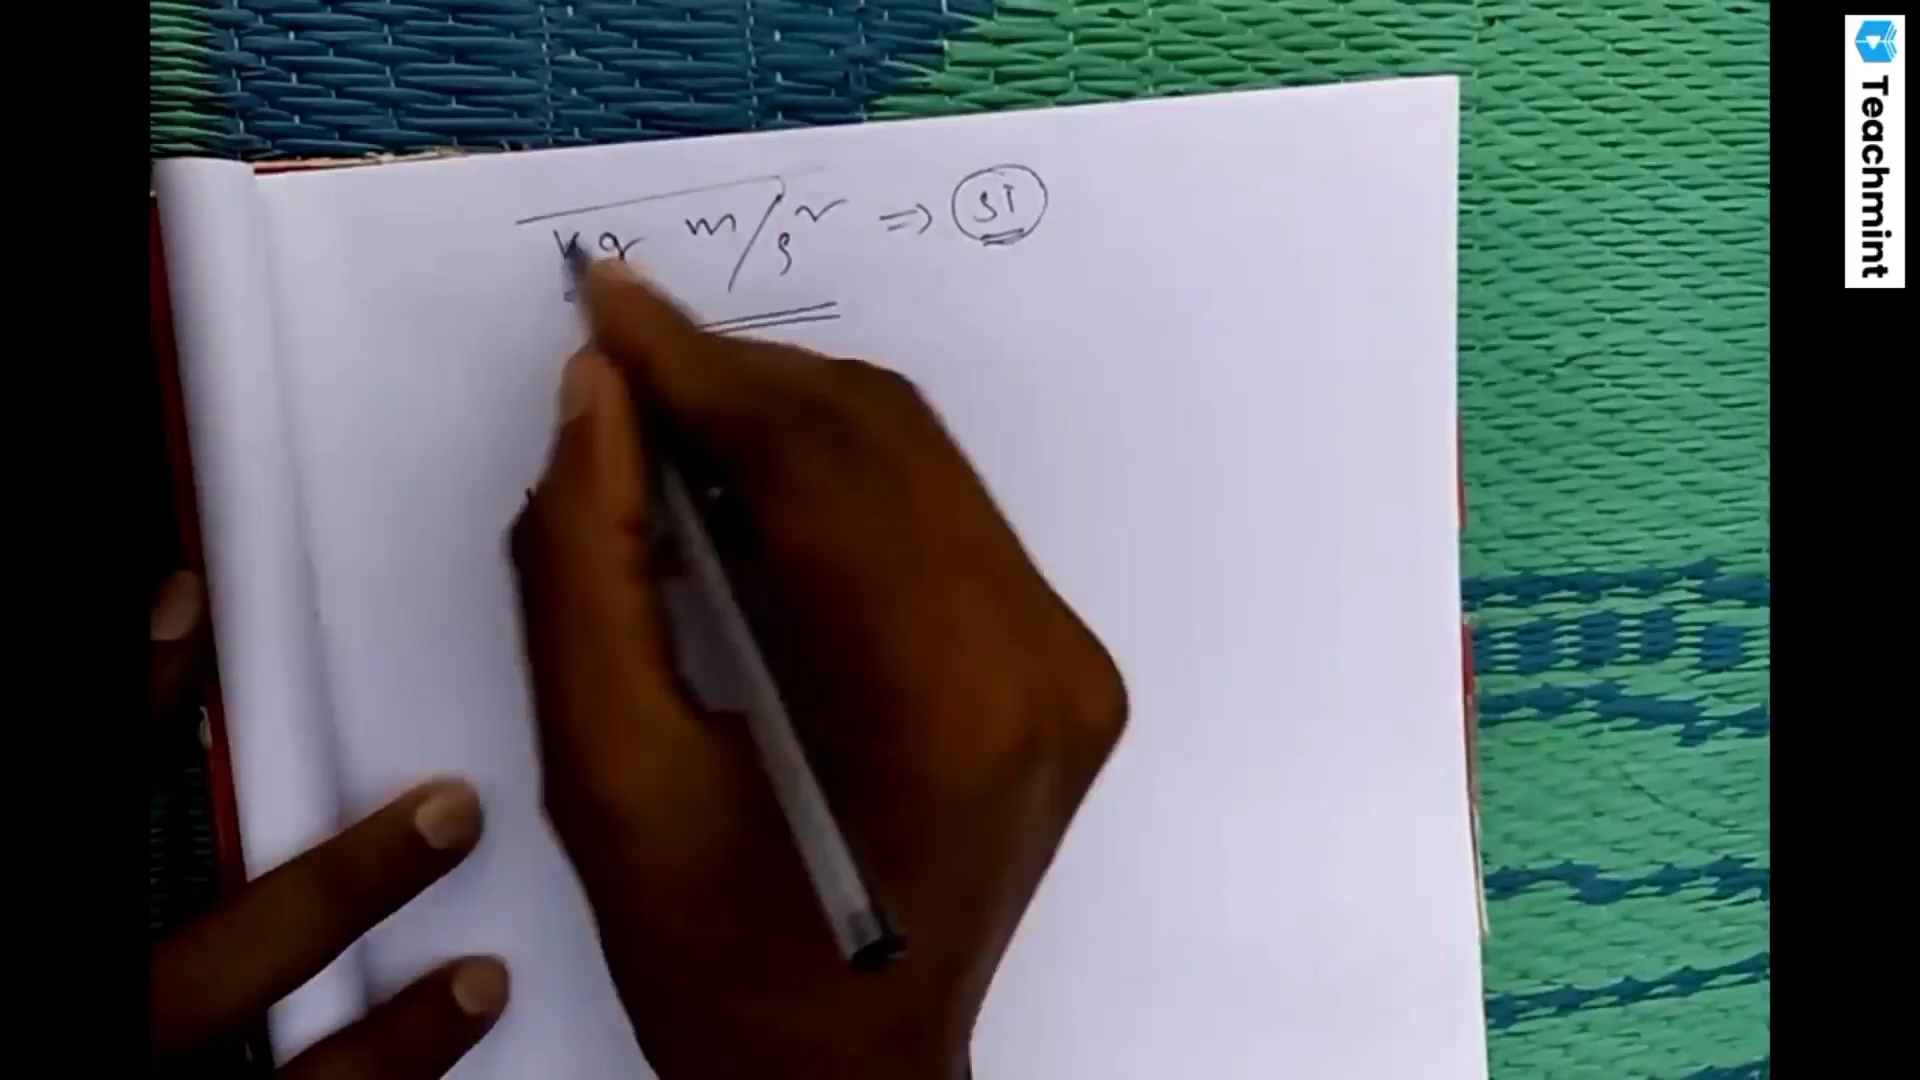 kg m/s² => SI
Teachmint